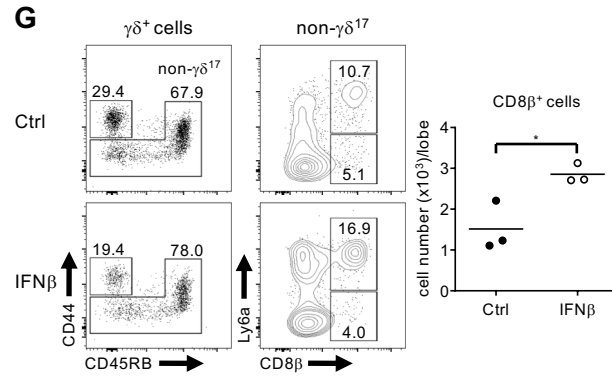 G
γδ⁺ cells
non-γδ¹⁷
non-γδ¹⁷
29.4
67.9
10.7
5.1
Ctrl
CD8β⁺ cells
*
cell number (x10³)/lobe
4
3
2
1
0
Ctrl
IFNβ
19.4
78.0
16.9
4.0
IFNβ
CD44
CD45RB
Ly6a
CD8β